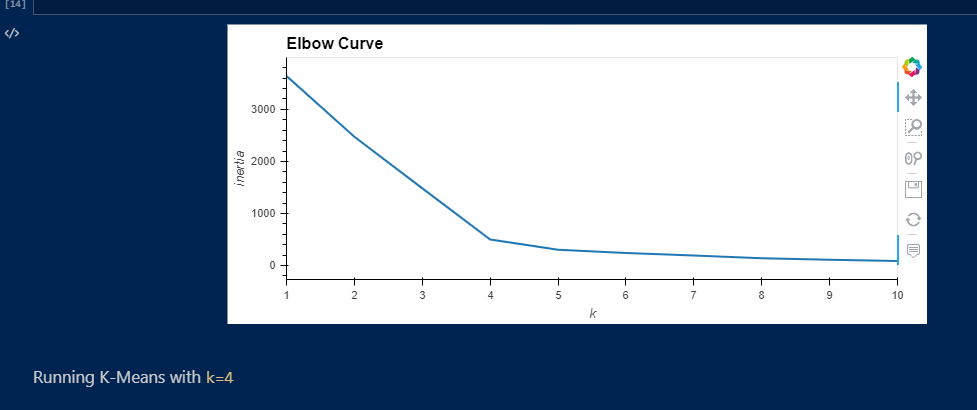 [14]
</>
Elbow Curve
3000
2000
1000
0
inertia
1 2 3 4 5 6 7 8 9 10
k
Running K-Means with k=4